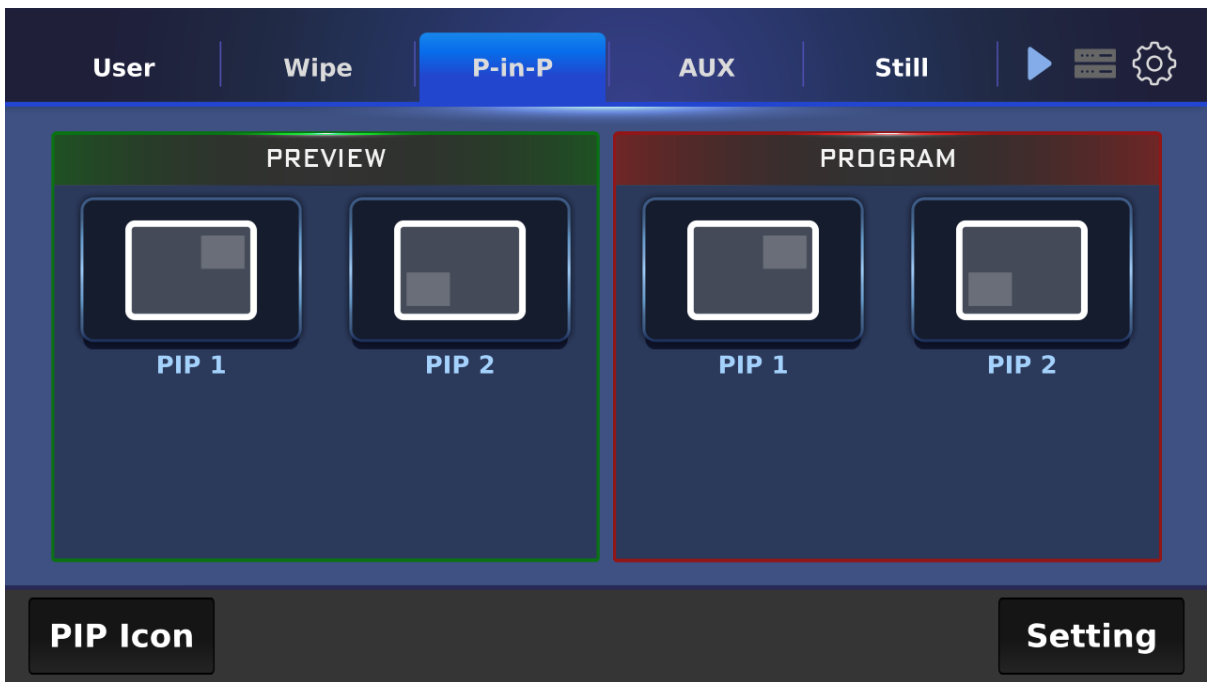 User Wipe P-in-P AUX Still
PREVIEW
PROGRAM
PIP 1 PIP 2
PIP 1 PIP 2
PIP Icon
Setting